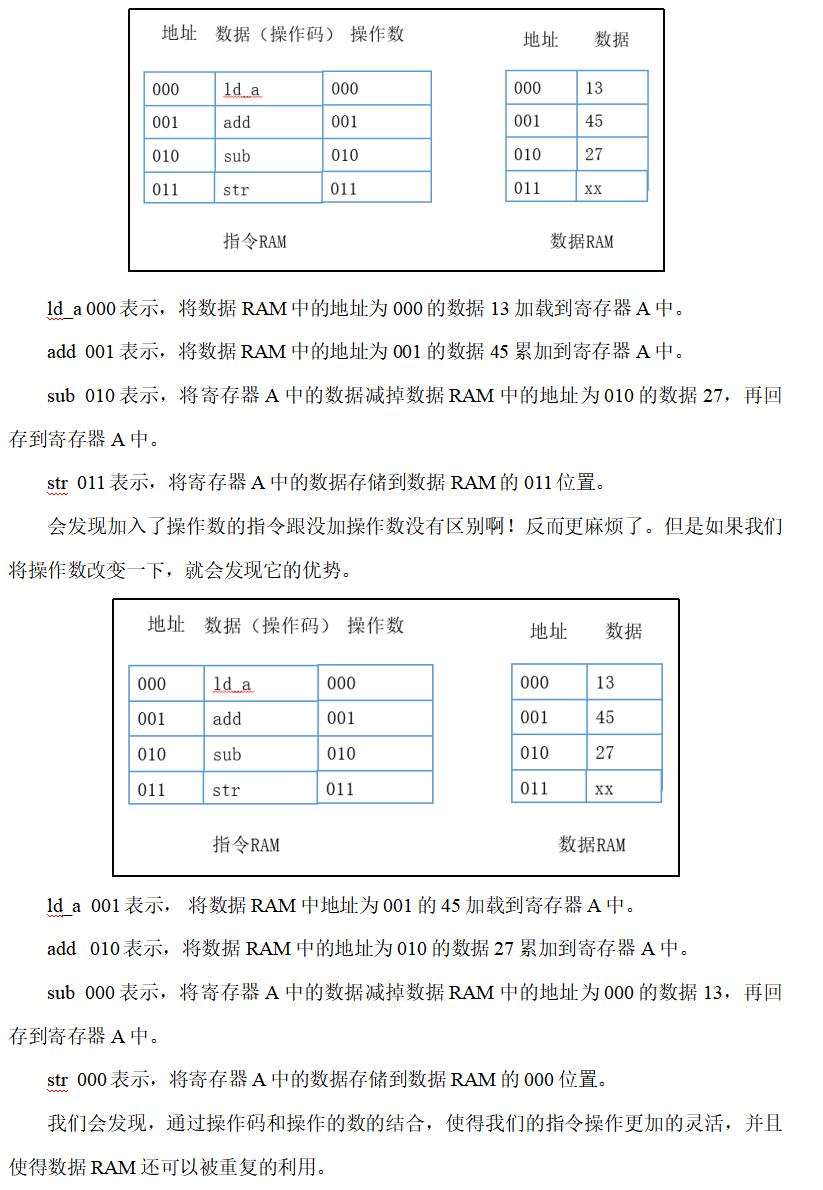 地址 数据（操作码） 操作数 地址 数据
000 ld_a 000 000 13
001 add 001 001 45
010 sub 010 010 27
011 str 011 011 xx
指令RAM 数据RAM
ld_a 000表示，将数据 RAM 中的地址为 000 的数据 13 加载到寄存器 A 中。
add 001 表示，将数据 RAM 中的地址为 001 的数据 45 累加到寄存器 A 中。
sub 010 表示，将寄存器 A 中的数据减掉数据 RAM 中的地址为 010 的数据 27，再回
存到寄存器 A 中。
str 011 表示，将寄存器 A 中的数据存储到数据 RAM 的 011 位置。
会发现加入了操作数的指令跟没加操作数没有区别啊！反而更麻烦了。但是如果我们
将操作数改变一下，就会发现它的优势。
地址 数据（操作码） 操作数 地址 数据
000 ld_a 000 000 13
001 add 001 001 45
010 sub 010 010 27
011 str 011 011 xx
指令RAM 数据RAM
ld_a 001 表示， 将数据 RAM 中地址为 001 的 45 加载到寄存器 A 中。
add 010 表示，将数据 RAM 中的地址为 010 的数据 27 累加到寄存器 A 中。
sub 000 表示，将寄存器 A 中的数据减掉数据 RAM 中的地址为 000 的数据 13，再回
存到寄存器 A 中。
str 000 表示，将寄存器 A 中的数据存储到数据 RAM 的 000 位置。
我们会发现，通过操作码和操作的数的结合，使得我们的指令操作更加的灵活，并且
使得数据 RAM 还可以被重复的利用。